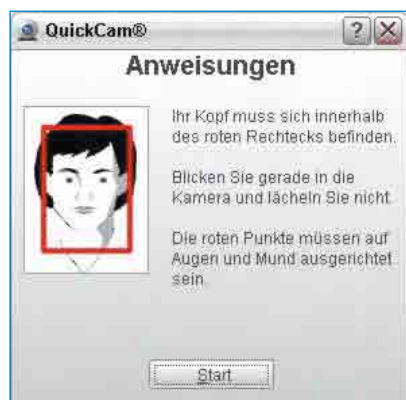 QuickCam®
?
Anweisungen
Ihr Kopf muss sich innerhalb
des roten Rechtecks befinden.
Blicken Sie gerade in die
Kamera und lächeln Sie nicht.
Die roten Punkte müssen auf
Augen und Mund ausgerichtet
sein.
Start